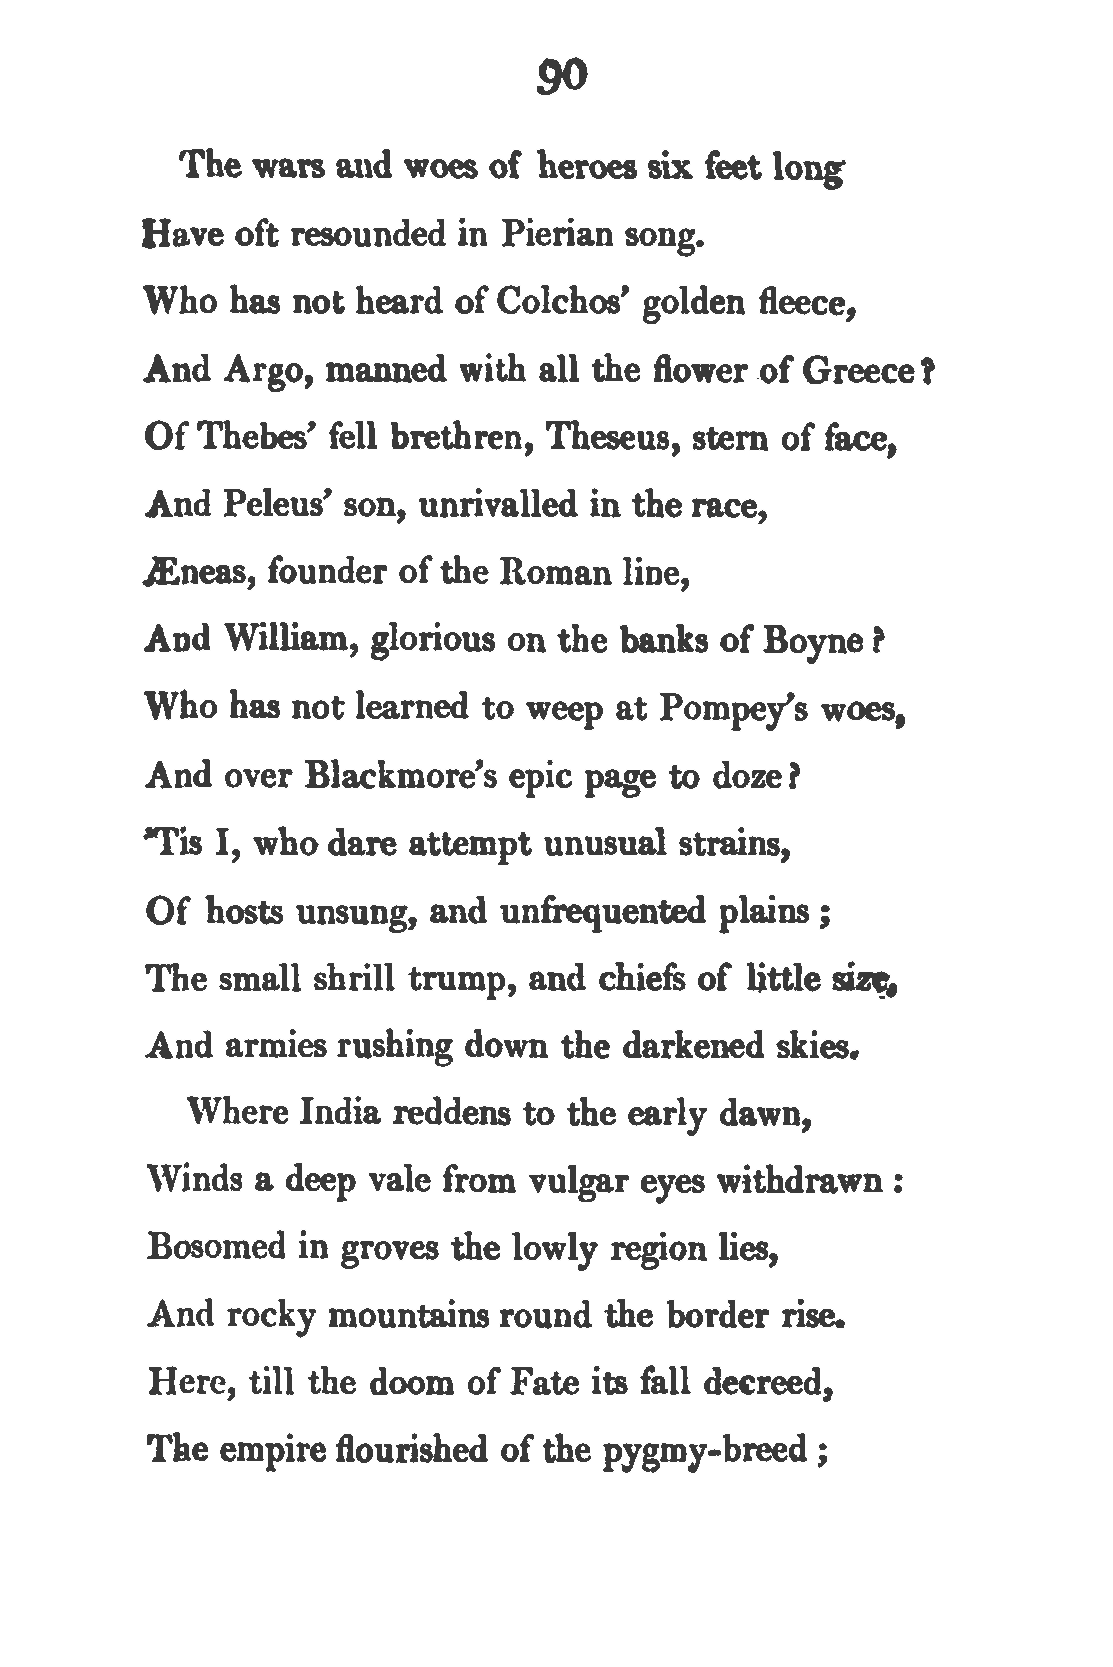 90
The wars and woes of heroes six feet long
Have oft resounded in Pierian song.
Who has not heard of Colchos' golden fleece,
And Argo, manned with all the flower of Greece?
Of Thebes' fell brethren, Theseus, stern of face,
And Peleus' son, unrivalled in the race,
Æneas, founder of the Roman line,
And William, glorious on the banks of Boyne?
Who has not learned to weep at Pompey's woes,
And over Blackmore's epic page to doze?
'Tis I, who dare attempt unusual strains,
Of hosts unsung, and unfrequented plains;
The small shrill trump, and chiefs of little size,
And armies rushing down the darkened skies.
Where India reddens to the early dawn,
Winds a deep vale from vulgar eyes withdrawn:
Bosomed in groves the lowly region lies,
And rocky mountains round the border rise.
Here, till the doom of Fate its fall decreed,
The empire flourished of the pygmy-breed;